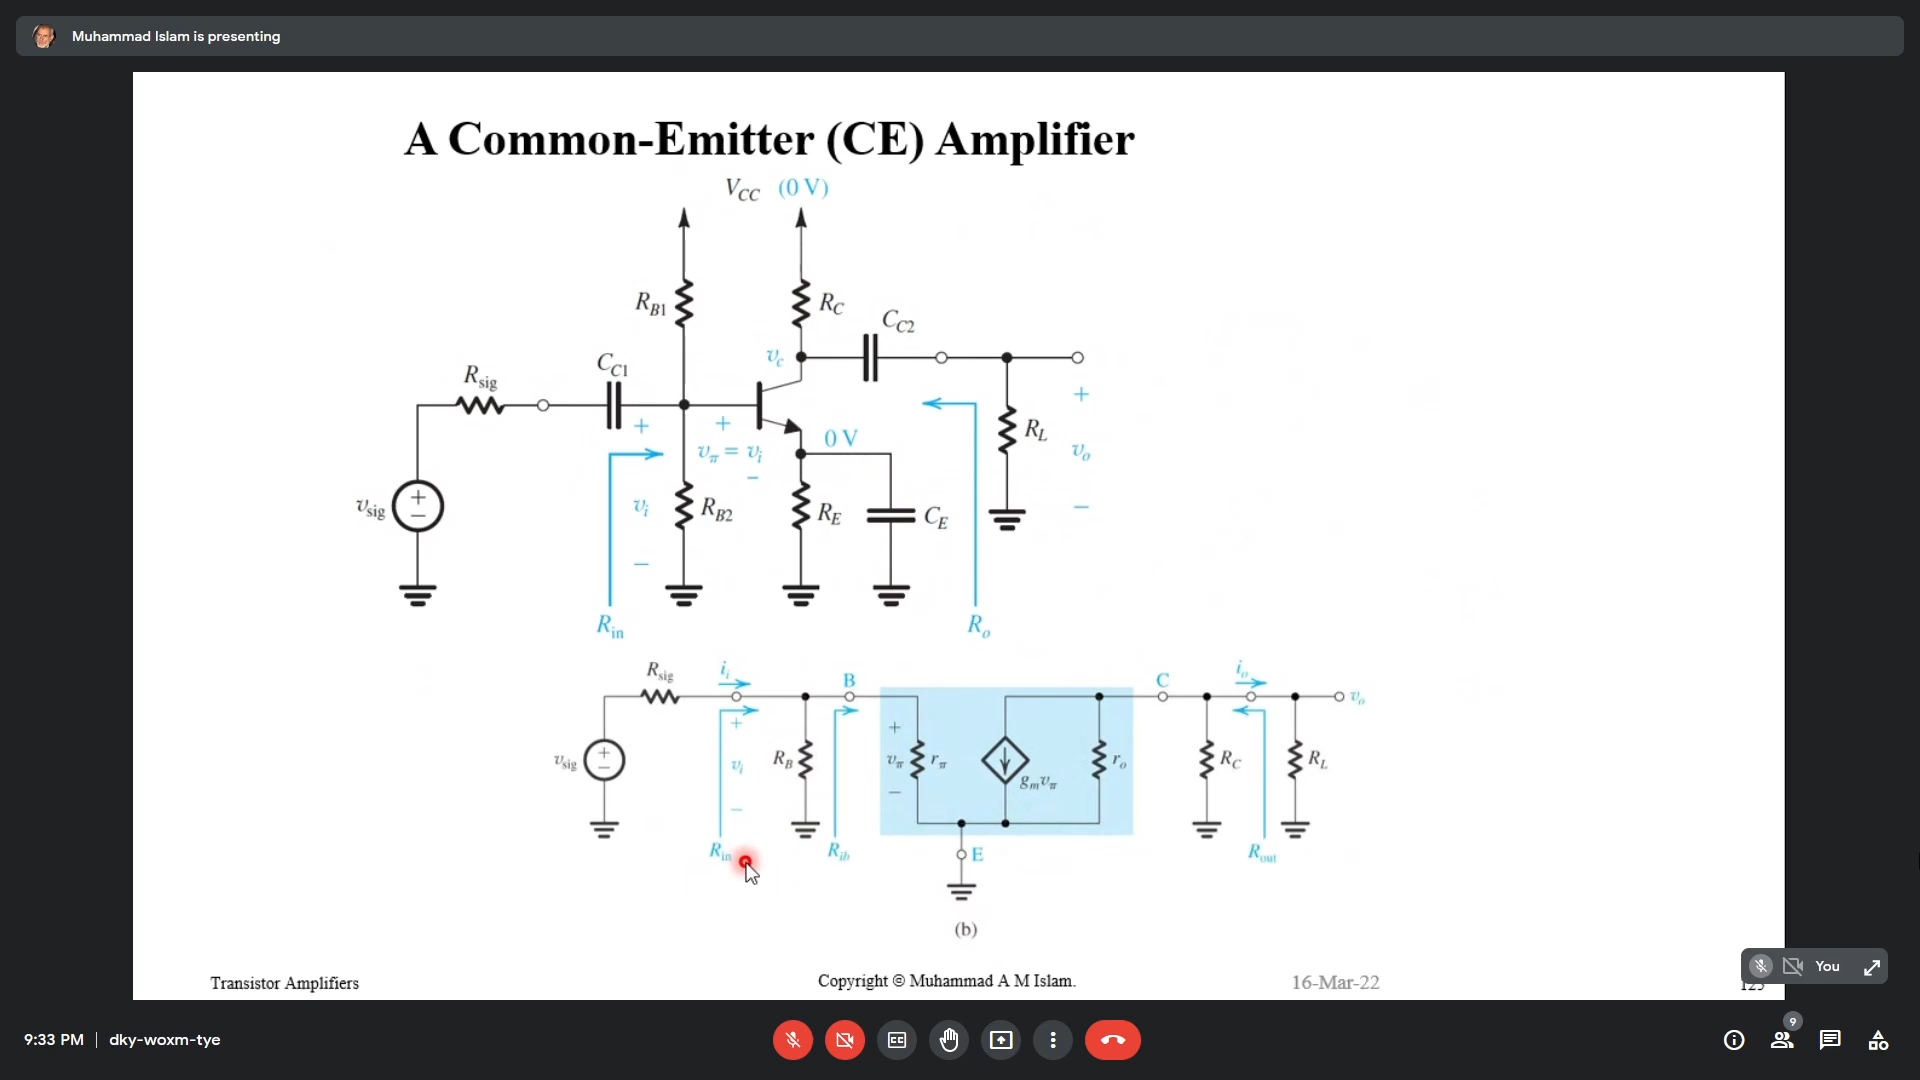 Muhammad Islam is presenting
A Common-Emitter (CE) Amplifier
VCC (0 V)
RB1
RC
CC2
vc
CC1
Rsig
+
+
+
RL
0 V
vπ = vi
vo
−
vsig
+
−
vi
RB2
RE
CE
−
−
Rin
Ro
Rsig
ii
B
C
io
vo
+
+
vsig
+
−
vi
RB
vπ
rπ
gmvπ
ro
RC
RL
−
−
Rin
Rib
E
Rout
(b)
Transistor Amplifiers
Copyright © Muhammad A M Islam.
16-Mar-22
You
9:33 PM | dky-woxm-tye
CC
9